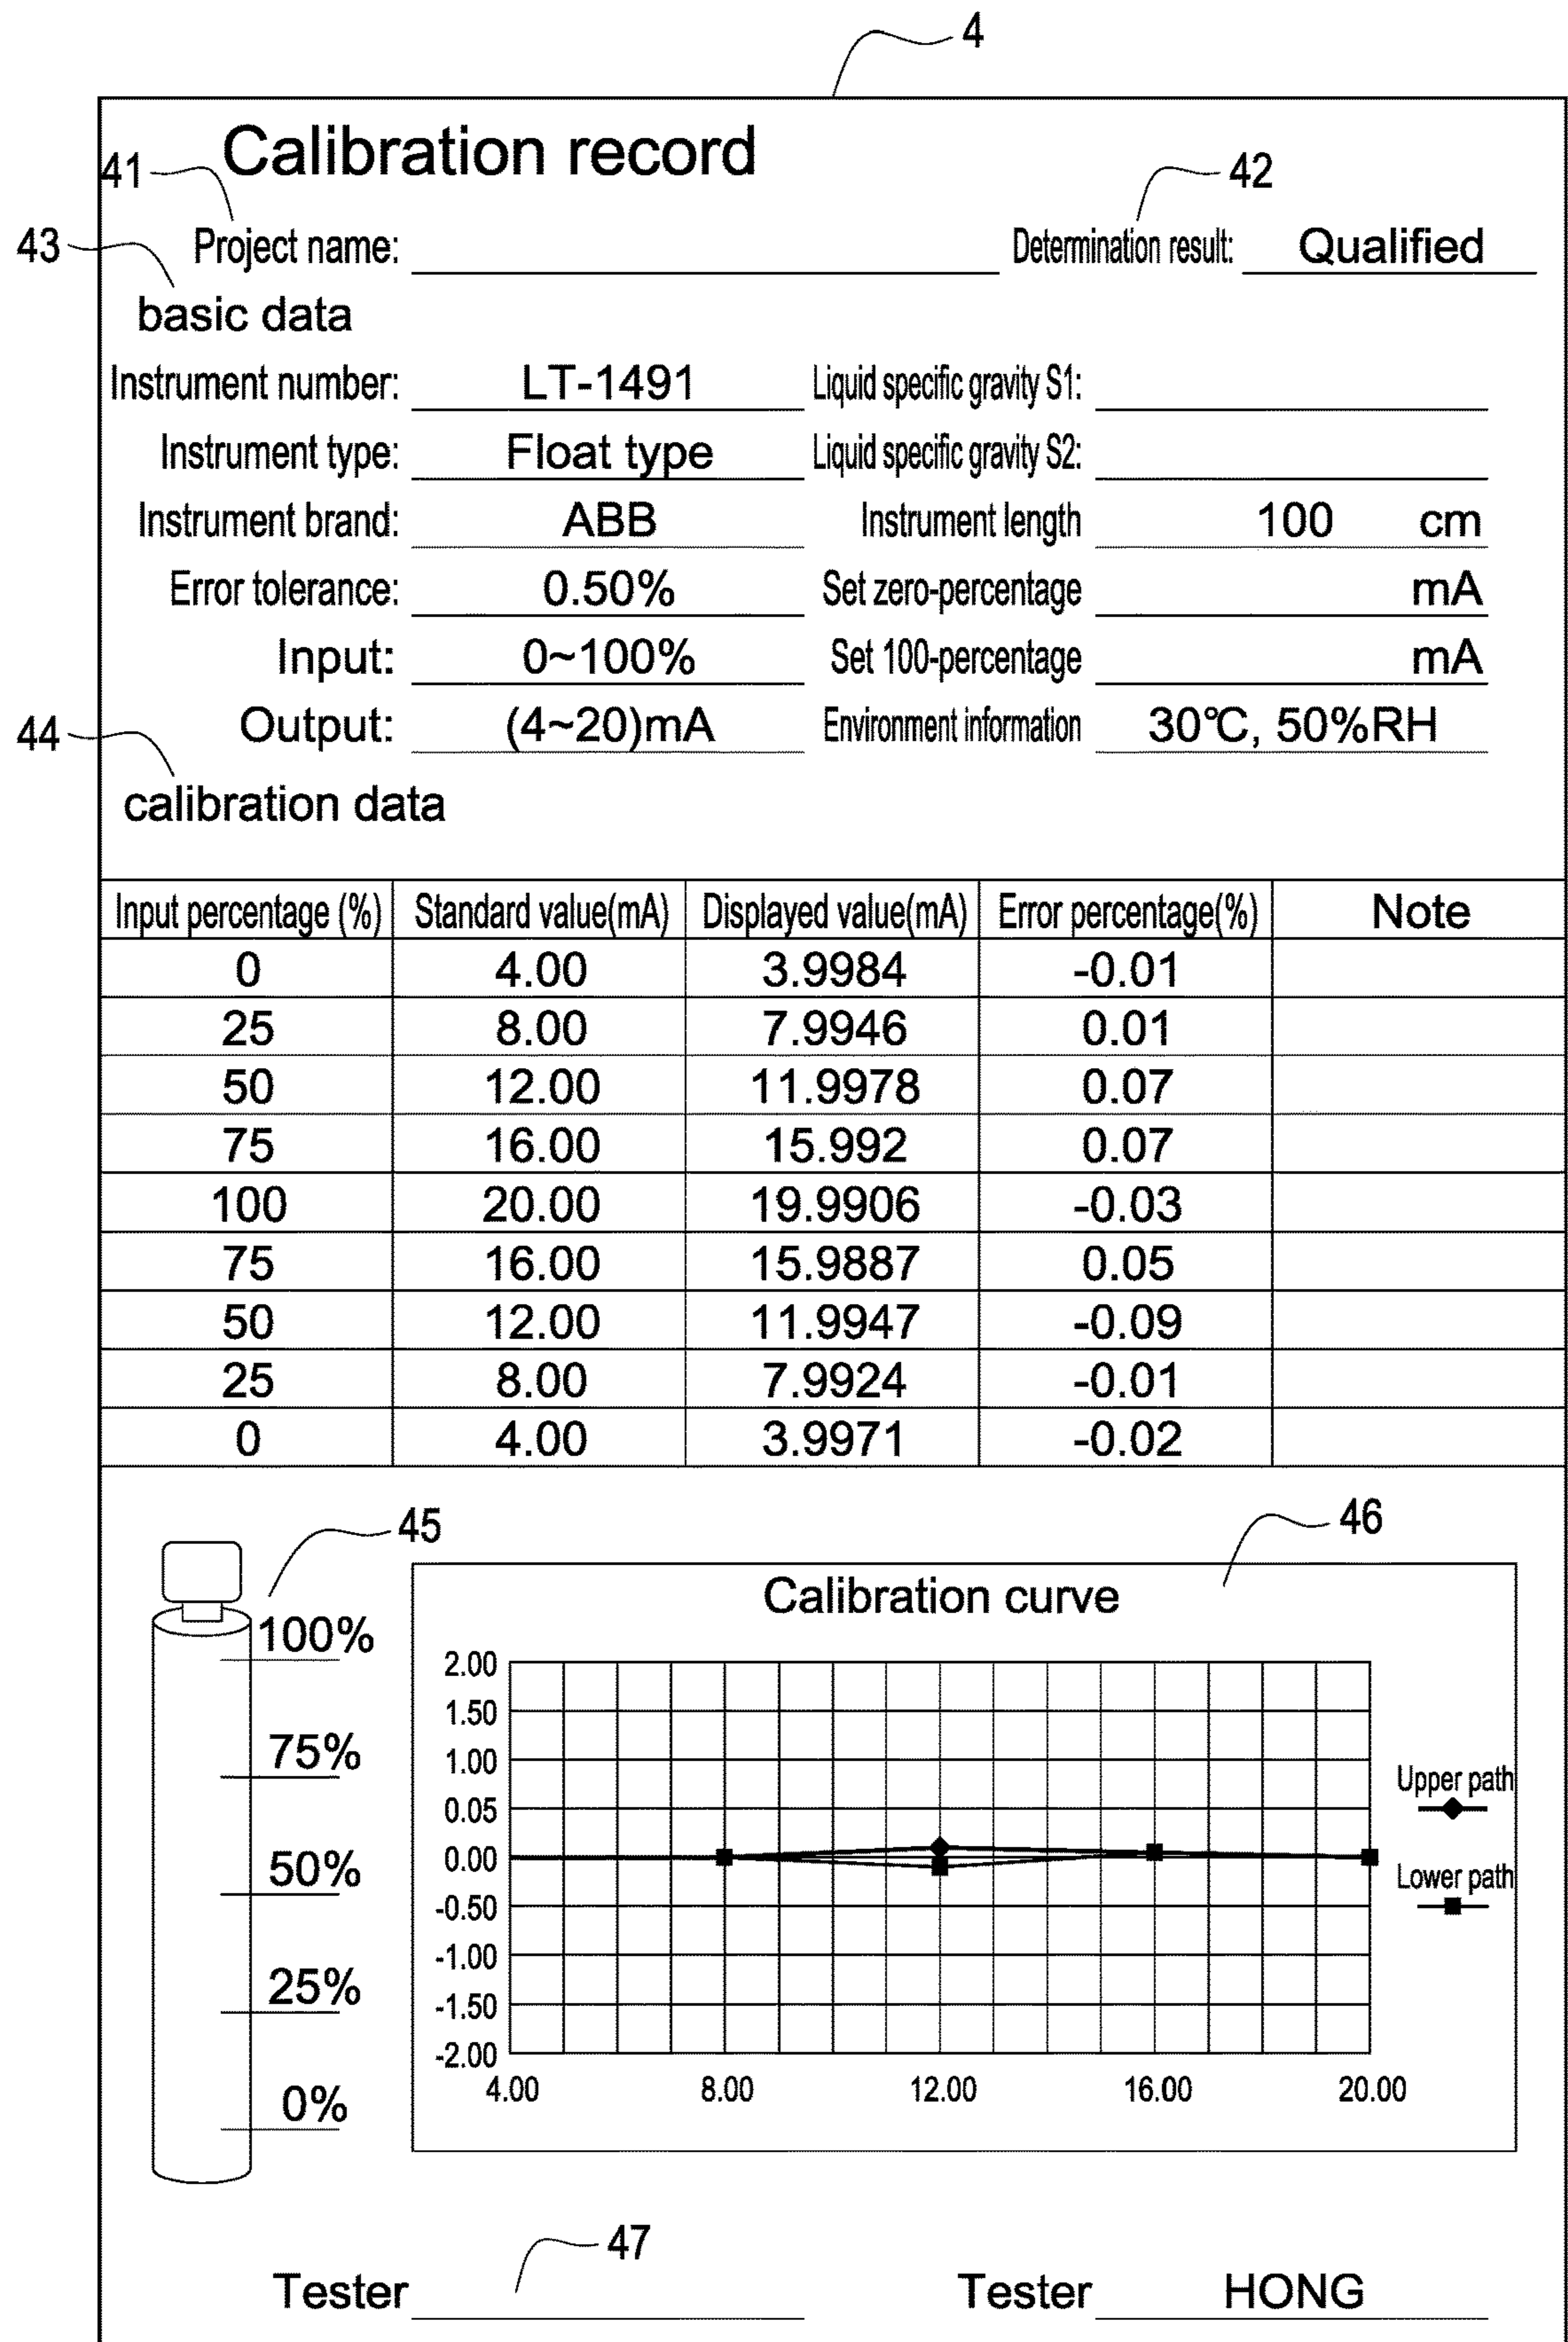 4
Calibration record
41
42
43
Project name: Determination result: Qualified
basic data
Instrument number: LT-1491 Liquid specific gravity S1:
Instrument type: Float type Liquid specific gravity S2:
Instrument brand: ABB Instrument length 100 cm
Error tolerance: 0.50% Set zero-percentage mA
Input: 0~100% Set 100-percentage mA
Output: (4~20)mA Environment information 30℃, 50%RH
44
calibration data
Input percentage (%) Standard value(mA) Displayed value(mA) Error percentage(%) Note
0 4.00 3.9984 -0.01
25 8.00 7.9946 0.01
50 12.00 11.9978 0.07
75 16.00 15.992 0.07
100 20.00 19.9906 -0.03
75 16.00 15.9887 0.05
50 12.00 11.9947 -0.09
25 8.00 7.9924 -0.01
0 4.00 3.9971 -0.02
45
100%
75%
50%
25%
0%
46
Calibration curve
2.00
1.50
1.00
0.05
0.00
-0.50
-1.00
-1.50
-2.00
4.00 8.00 12.00 16.00 20.00
Upper path
Lower path
47
Tester Tester HONG